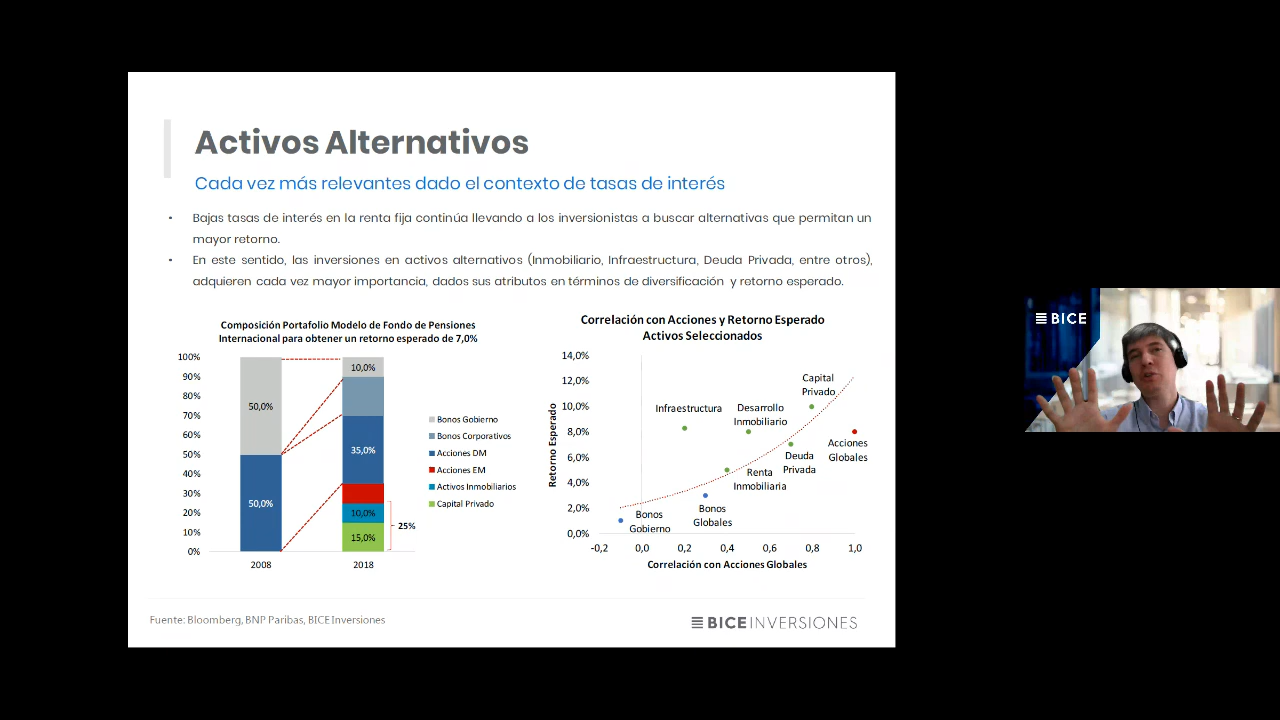 Activos Alternativos
Cada vez más relevantes dado el contexto de tasas de interés
• Bajas tasas de interés en la renta fija continúa llevando a los inversionistas a buscar alternativas que permitan un
mayor retorno.
• En este sentido, las inversiones en activos alternativos (Inmobiliario, Infraestructura, Deuda Privada, entre otros),
adquieren cada vez mayor importancia, dados sus atributos en términos de diversificación y retorno esperado.
Composición Portafolio Modelo de Fondo de Pensiones
Internacional para obtener un retorno esperado de 7,0%
100%
90%
80%
70%
60%
50%
40%
30%
20%
10%
0%
50,0%
50,0%
10,0%
35,0%
10,0%
15,0%
25%
2008
2018
Bonos Gobierno
Bonos Corporativos
Acciones DM
Acciones EM
Activos Inmobiliarios
Capital Privado
Correlación con Acciones y Retorno Esperado
Activos Seleccionados
Retorno Esperado
14,0%
12,0%
10,0%
8,0%
6,0%
4,0%
2,0%
0,0%
Capital
Privado
Infraestructura
Desarrollo
Inmobiliario
Acciones
Globales
Deuda
Privada
Renta
Inmobiliaria
Bonos
Globales
Bonos
Gobierno
-0,2
0,0
0,2
0,4
0,6
0,8
1,0
Correlación con Acciones Globales
Fuente: Bloomberg, BNP Paribas, BICE Inversiones
BICE INVERSIONES
BICE